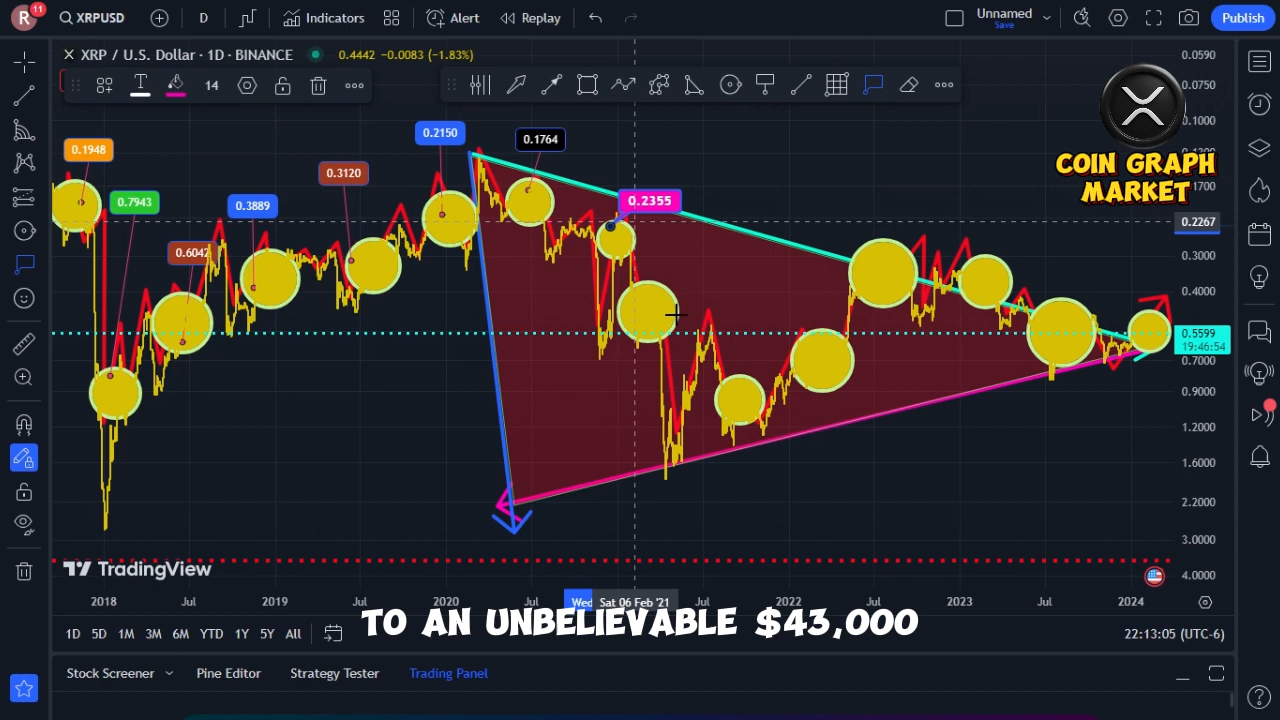 R
11
XRPUSD
D
Indicators
Alert
Replay
Unnamed
Save
Publish
XRP / U.S. Dollar · 1D · BINANCE
0.4442 −0.0083 (−1.83%)
T
14
COIN GRAPH
MARKET
0.1948
0.7943
0.6042
0.3889
0.3120
0.2150
0.1764
0.2355
0.0590
0.0750
0.1000
0.1700
0.2267
0.3000
0.4000
0.5599
19:46:54
0.7000
0.9000
1.2000
1.6000
2.2000
3.0000
4.0000
TradingView
2018
Jul
2019
Jul
2020
Jul
Wed
Sat 06 Feb '21
Jul
2022
Jul
2023
Jul
2024
TO AN UNBELIEVABLE $43,000
1D 5D 1M 3M 6M YTD 1Y 5Y All
22:13:05 (UTC-6)
Stock Screener
Pine Editor
Strategy Tester
Trading Panel